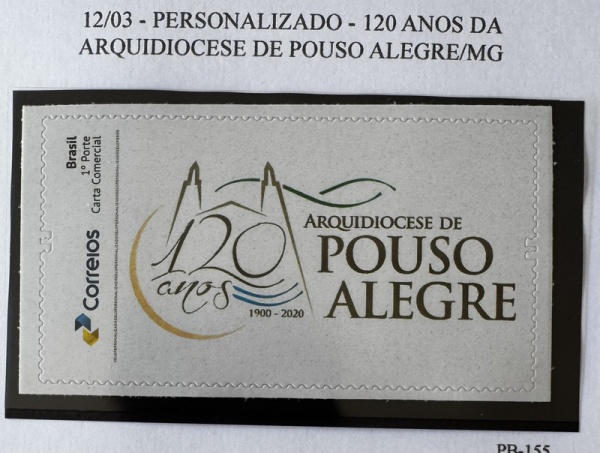 12/03 - PERSONALIZADO - 120 ANOS DA
ARQUIDIOCESE DE POUSO ALEGRE/MG
Brasil
1º Porte
Carta Comercial
Correios
120
anos
1900 - 2020
ARQUIDIOCESE DE
POUSO
ALEGRE
PB-155